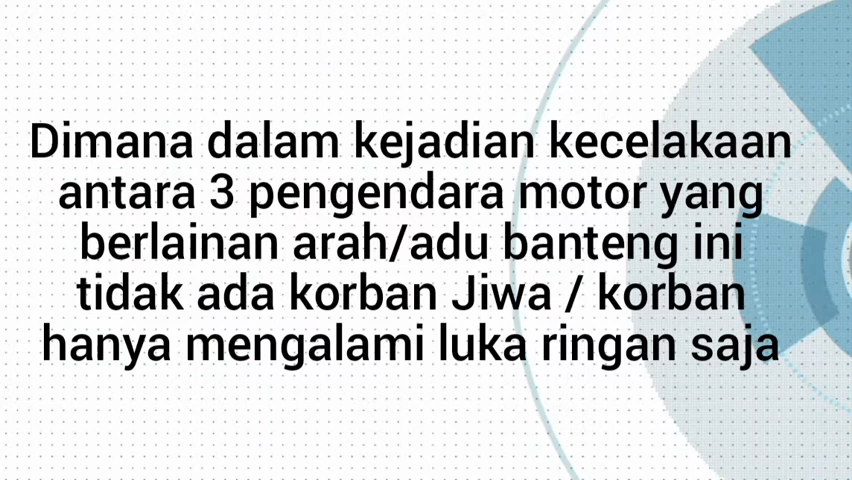 Dimana dalam kejadian kecelakaan
antara 3 pengendara motor yang
berlainan arah/adu banteng ini
tidak ada korban Jiwa / korban
hanya mengalami luka ringan saja